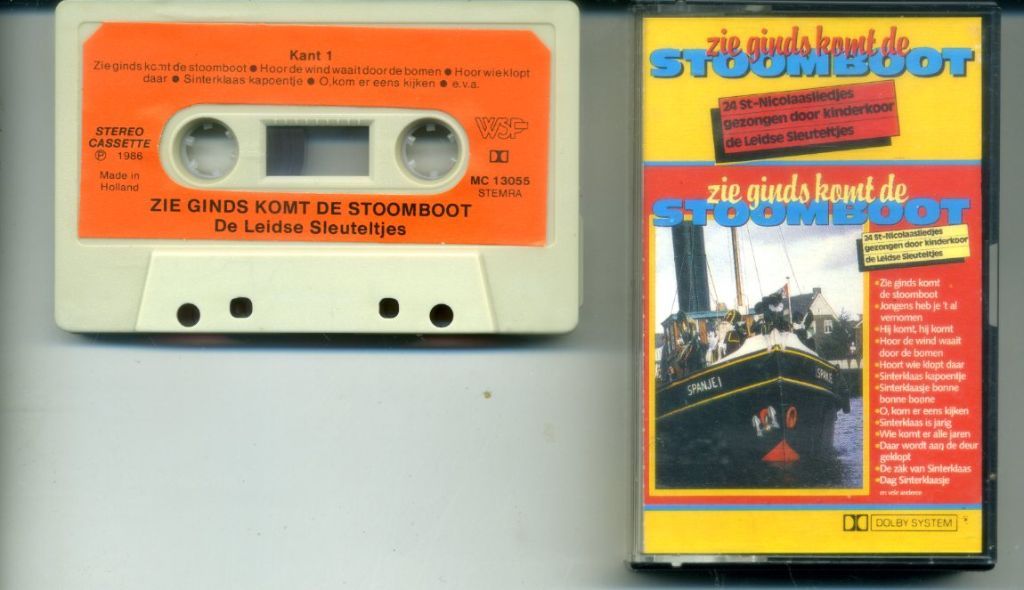 Kant 1
Zie ginds komt de stoomboot ● Hoor de wind waait door de bomen ● Hoor wie klopt
daar ● Sinterklaas kapoentje ● O, kom er eens kijken ● e.v.a.
STEREO
CASSETTE
Ⓟ 1986
Made in
Holland
WSP
MC 13055
STEMRA
ZIE GINDS KOMT DE STOOMBOOT
De Leidse Sleuteltjes
zie ginds komt de
STOOMBOOT
24 St-Nicolaasliedjes
gezongen door kinderkoor
de Leidse Sleuteltjes
zie ginds komt de
STOOMBOOT
24 St-Nicolaasliedjes
gezongen door kinderkoor
de Leidse Sleuteltjes
•Zie ginds komt
de stoomboot
•Jongens heb je 't al
vernomen
•Hij komt, hij komt
•Hoor de wind waait
door de bomen
•Hoort wie klopt daar
•Sinterklaas kapoentje
•Sinterklaasje bonne
bonne bonne
•O, kom er eens kijken
•Sinterklaas is jarig
•Wie komt er alle jaren
•Daar wordt aan de deur
geklopt
•De zak van Sinterklaas
•Dag Sinterklaasje
en vele anderen
SPANJE I
DOLBY SYSTEM